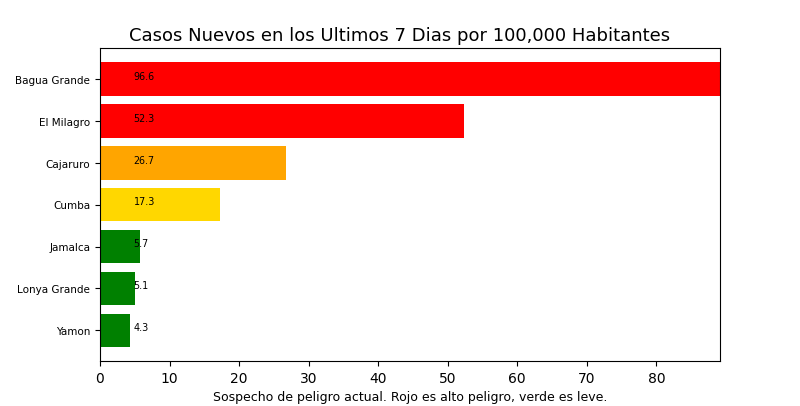 Casos Nuevos en los Ultimos 7 Dias por 100,000 Habitantes
Bagua Grande 96.6
El Milagro 52.3
Cajaruro 26.7
Cumba 17.3
Jamalca 5.7
Lonya Grande 5.1
Yamon 4.3
0 10 20 30 40 50 60 70 80
Sospecho de peligro actual. Rojo es alto peligro, verde es leve.